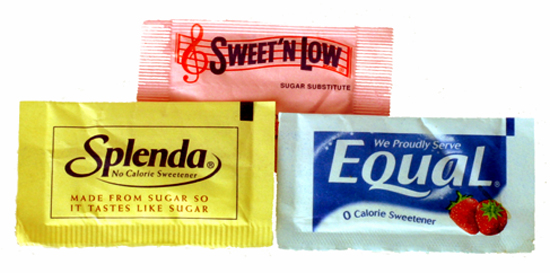 SWEET'N LOW®
SUGAR SUBSTITUTE
Splenda®
No Calorie Sweetener
MADE FROM SUGAR SO
IT TASTES LIKE SUGAR
We Proudly Serve
EQUAL®
0 Calorie Sweetener